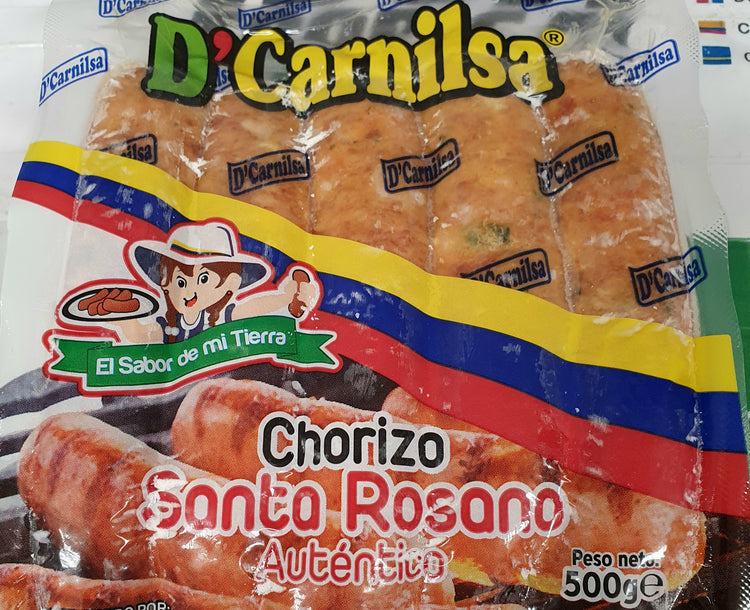 D'Carnilsa
D'Carnilsa
D'Carnilsa
D'Carnilsa®
D'Carnilsa
D'Carnilsa
D'Carnilsa
D'Carnilsa
D'Carnilsa
D'Carnilsa
El Sabor de mi Tierra
Chorizo
Santa Rosano
Auténtico
Peso neto:
500g℮